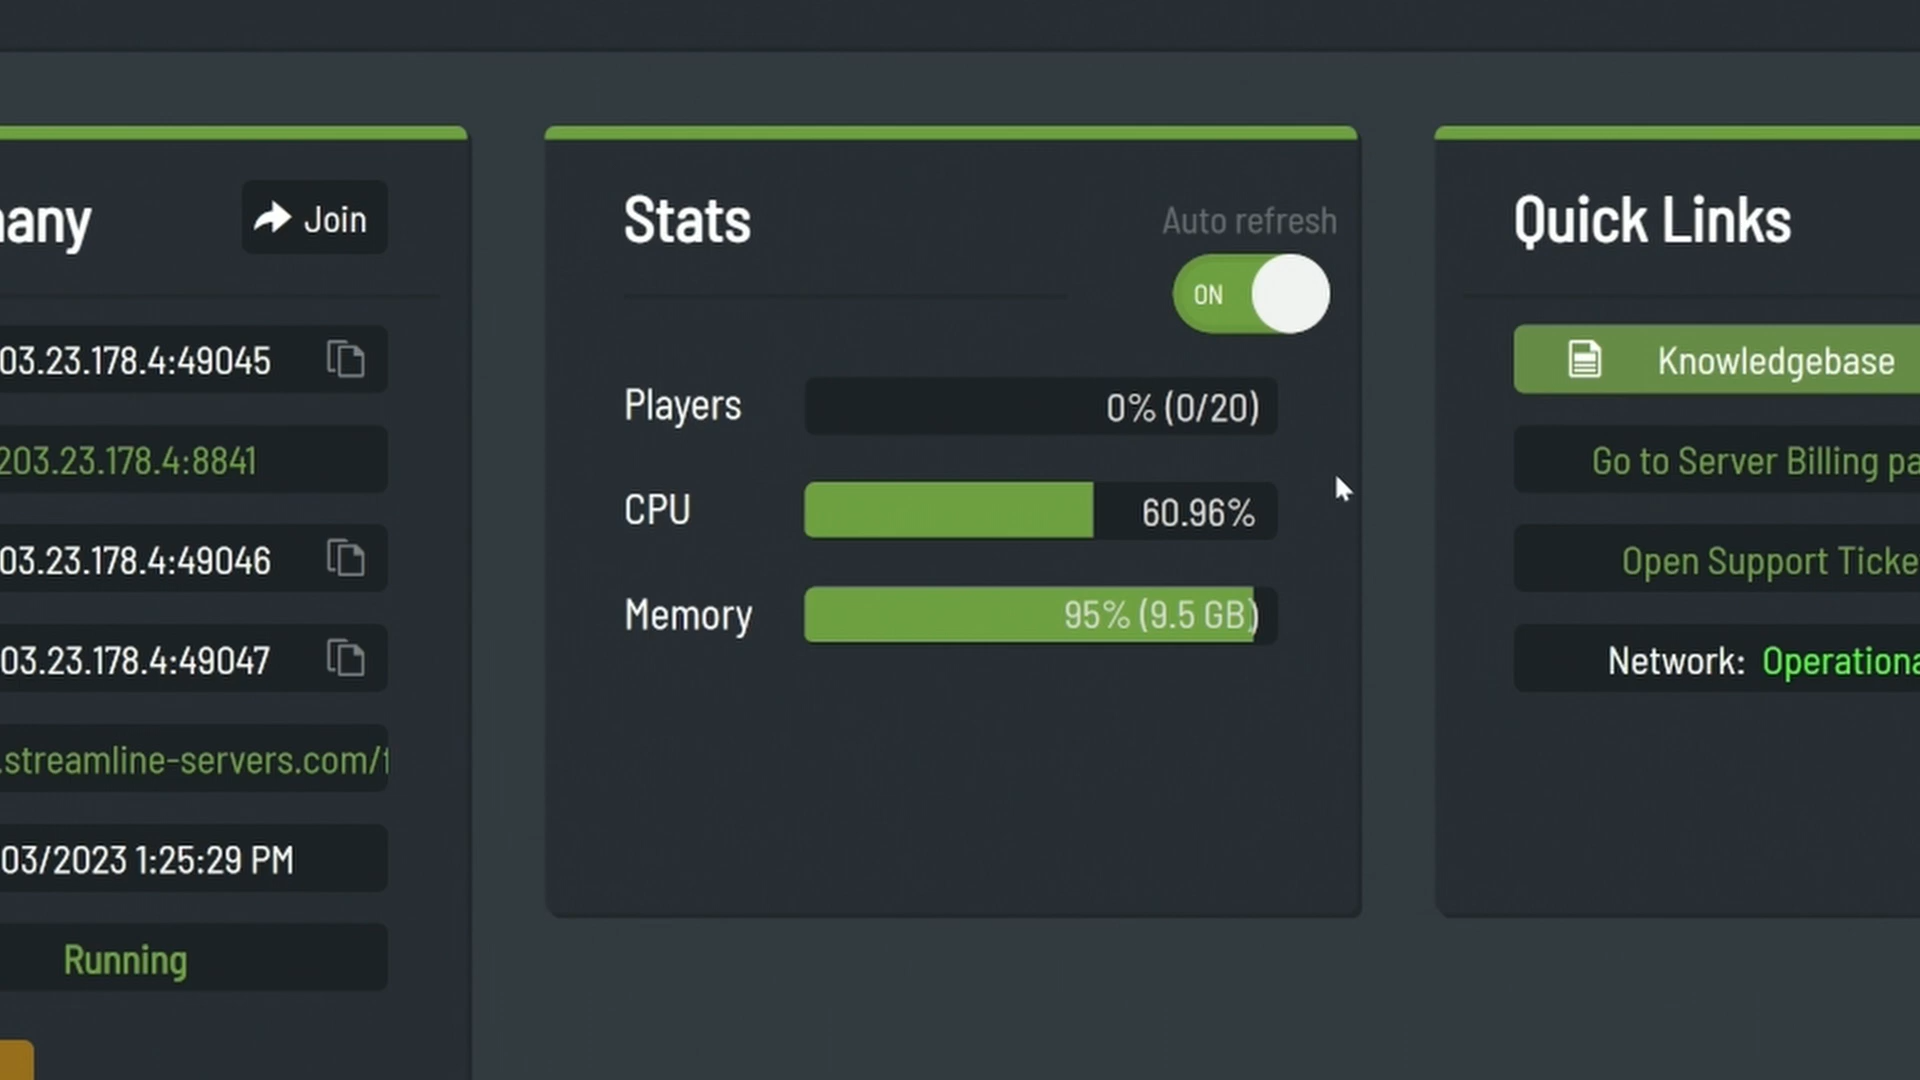 many
Join
03.23.178.4:49045
203.23.178.4:8841
03.23.178.4:49046
03.23.178.4:49047
.streamline-servers.com/f
03/2023 1:25:29 PM
Running
Stats
Auto refresh
ON
Players 0% (0/20)
CPU 60.96%
Memory 95% (9.5 GB)
Quick Links
Knowledgebase
Go to Server Billing pa
Open Support Ticke
Network: Operationa